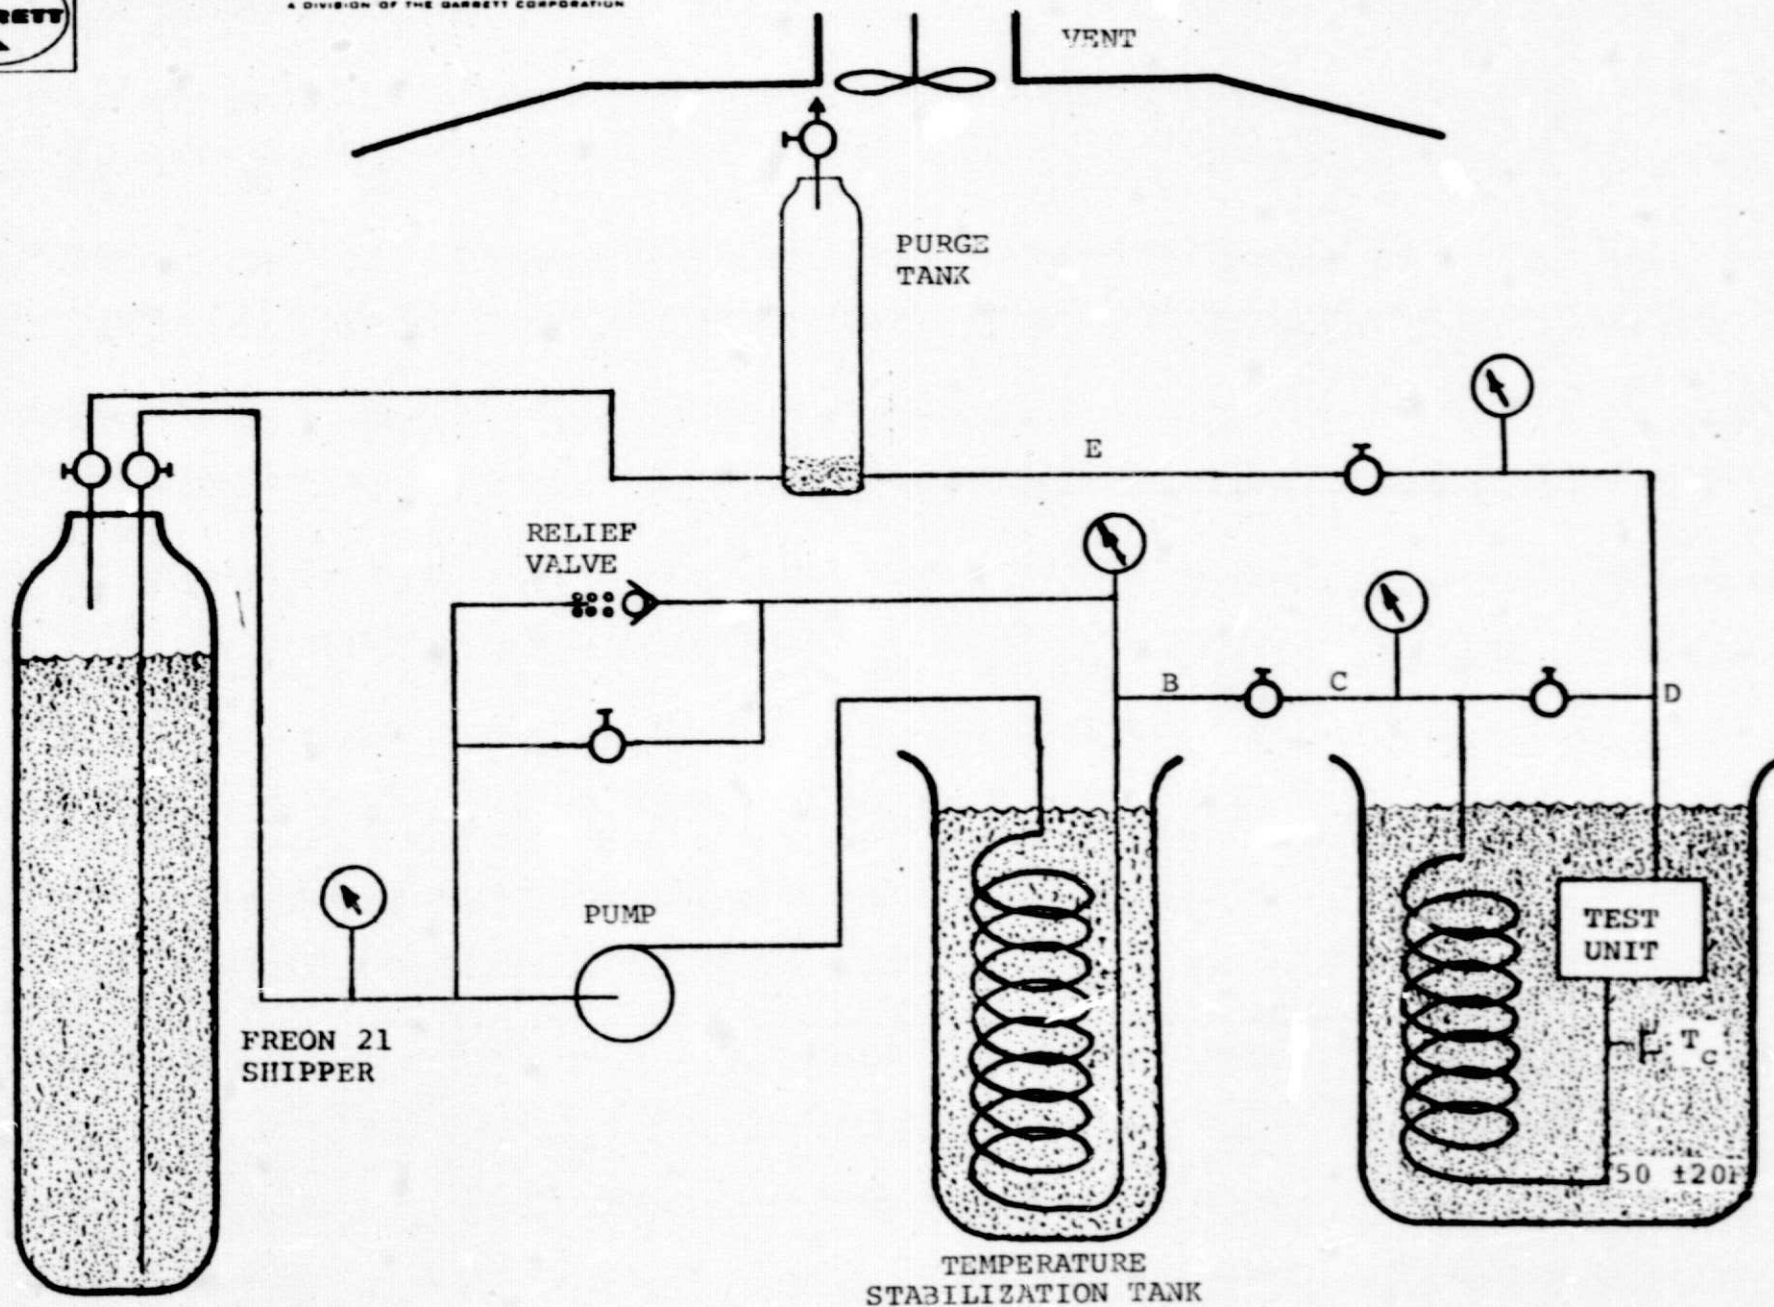 A DIVISION OF THE GARRETT CORPORATION
VENT
PURGE
TANK
E
RELIEF
VALVE
B
C
D
PUMP
TEST
UNIT
FREON 21
SHIPPER
Tc
50 ±20
TEMPERATURE
STABILIZATION TANK